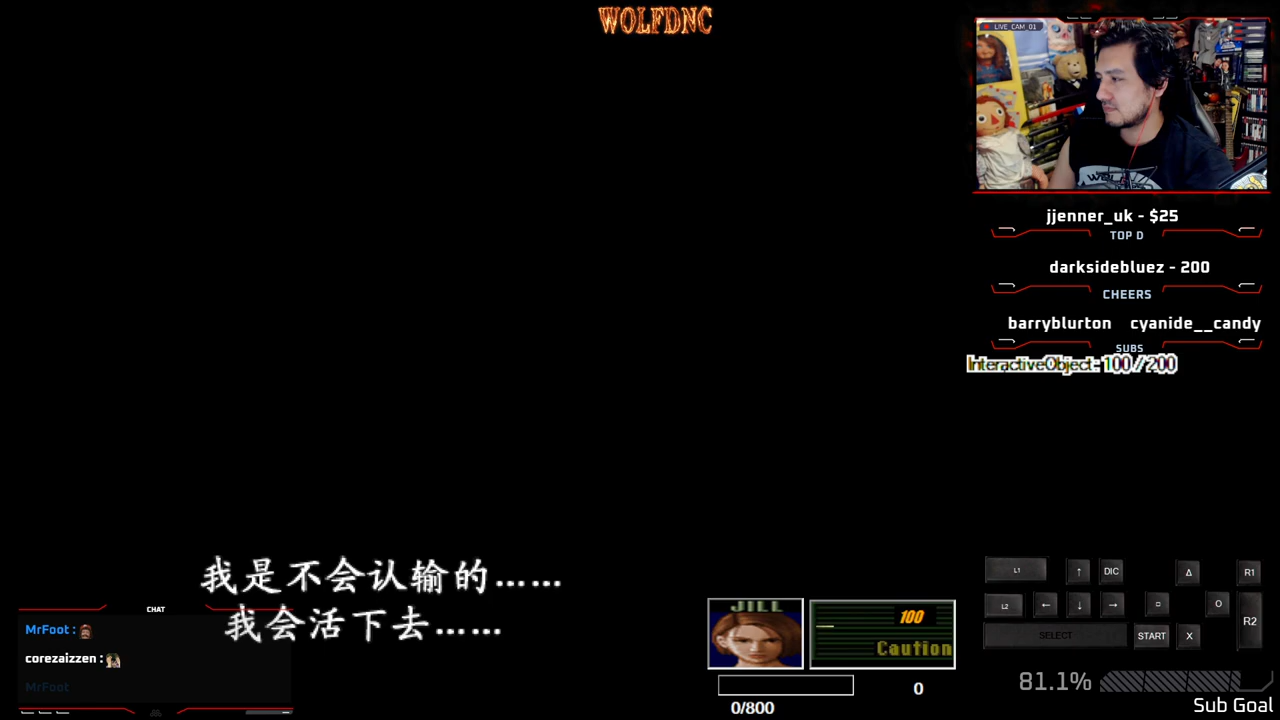 WOLFDNC
LIVE CAM_01
jjenner_uk - $25
TOP D
darksidebluez - 200
CHEERS
barryblurton cyanide__candy
SUBS
InteractiveObject: 100 / 200
我是不会认输的……
我会活下去……
CHAT
MrFoot :
corezaizzen :
MrFoot
JILL
100
Caution
0/800
0
L1
↑
DIC
Δ
R1
L2
←
↓
→
□
O
R2
SELECT
START
X
81.1%
Sub Goal